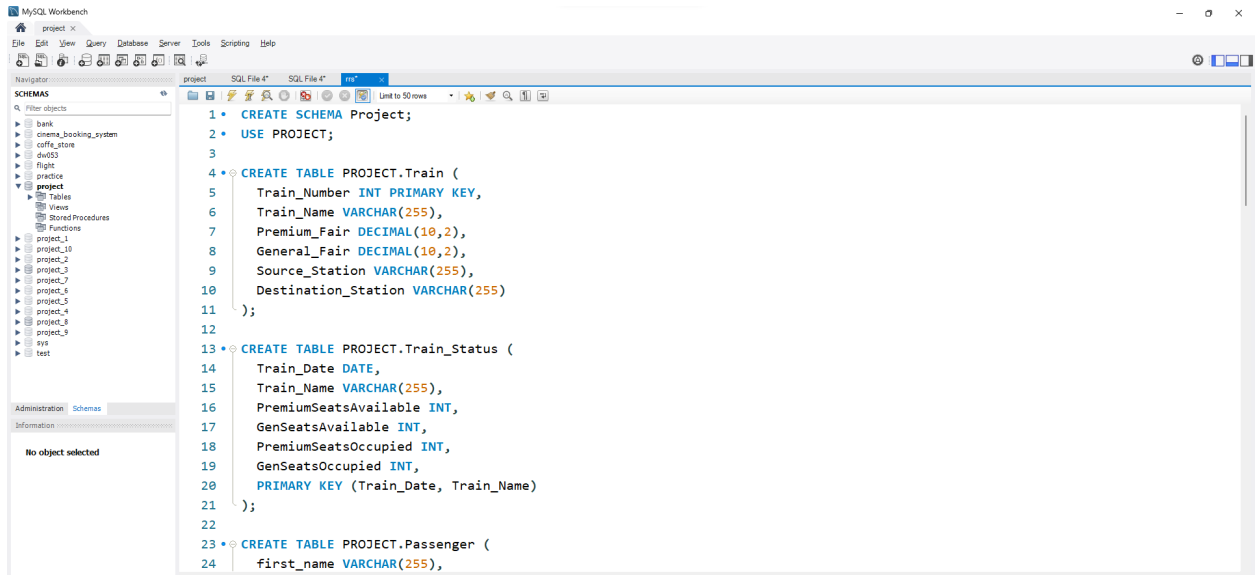 MySQL Workbench
project ×
File Edit View Query Database Server Tools Scripting Help
Navigator
SCHEMAS
Filter objects
bank
cinema_booking_system
coffe_store
dw053
flight
practice
project
Tables
Views
Stored Procedures
Functions
project_1
project_10
project_2
project_3
project_7
project_6
project_5
project_4
project_8
project_9
sys
test
Administration Schemas
Information
No object selected
project SQL File 4* SQL File 4* rrs* ×
Limit to 50 rows
1 CREATE SCHEMA Project;
2 USE PROJECT;
3
4 CREATE TABLE PROJECT.Train (
5 Train_Number INT PRIMARY KEY,
6 Train_Name VARCHAR(255),
7 Premium_Fair DECIMAL(10,2),
8 General_Fair DECIMAL(10,2),
9 Source_Station VARCHAR(255),
10 Destination_Station VARCHAR(255)
11 );
12
13 CREATE TABLE PROJECT.Train_Status (
14 Train_Date DATE,
15 Train_Name VARCHAR(255),
16 PremiumSeatsAvailable INT,
17 GenSeatsAvailable INT,
18 PremiumSeatsOccupied INT,
19 GenSeatsOccupied INT,
20 PRIMARY KEY (Train_Date, Train_Name)
21 );
22
23 CREATE TABLE PROJECT.Passenger (
24 first_name VARCHAR(255),